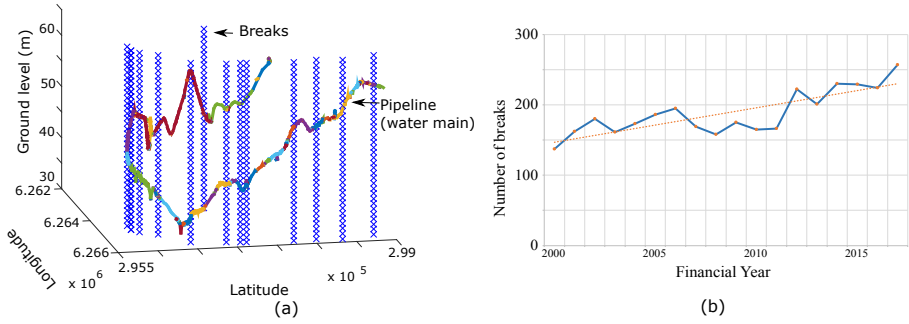 60
50
50
40
30
Ground level (m)
Breaks
Pipeline
(water main)
6.262
6.264
6.266
x 10 6
Longitude
2.955
2.99
x 10 5
Latitude
(a)
300
200
100
0
Number of breaks
2000
2005
2010
2015
Financial Year
(b)